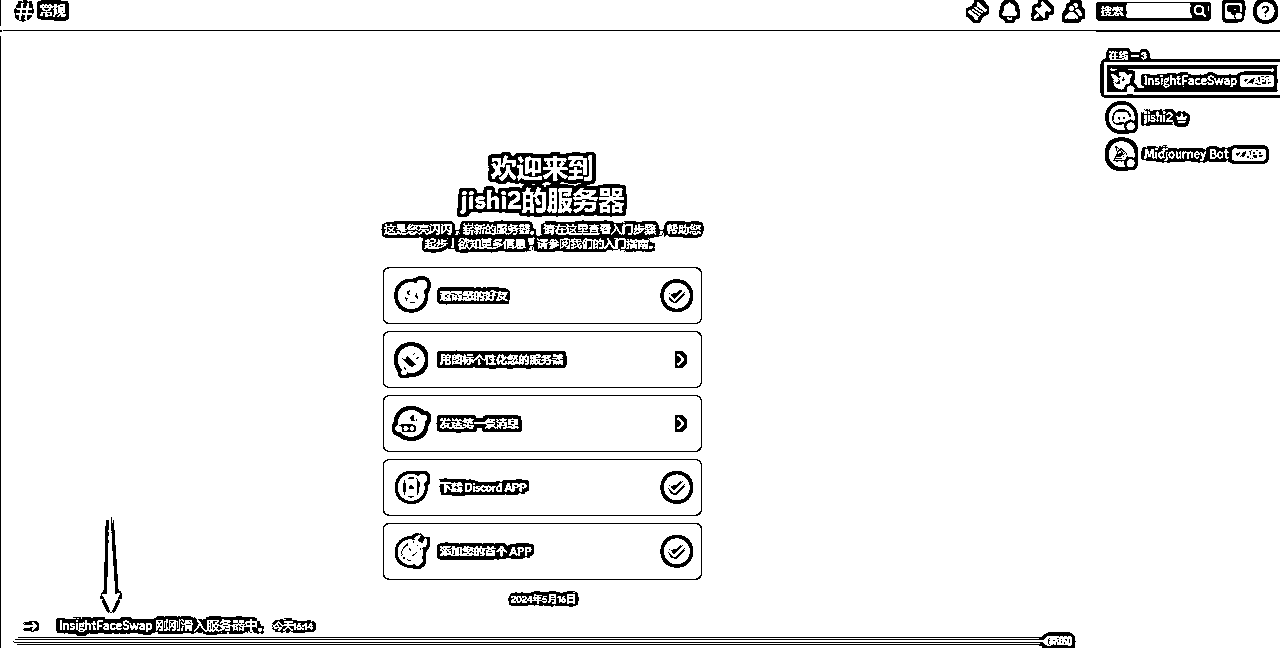 常规
搜索
在线 — 3
InsightFaceSwap APP
jishi2
Midjourney Bot APP
欢迎来到
jishi2的服务器
这是您亮闪闪，崭新的服务器。请在这里查看入门步骤，帮助您
起步！欲知更多信息，请参阅我们的入门指南。
邀请您的好友
用图标个性化您的服务器
发送第一条消息
下载 Discord APP
添加您的首个 APP
2024年5月16日
InsightFaceSwap 刚刚滑入服务器中。 今天16:14